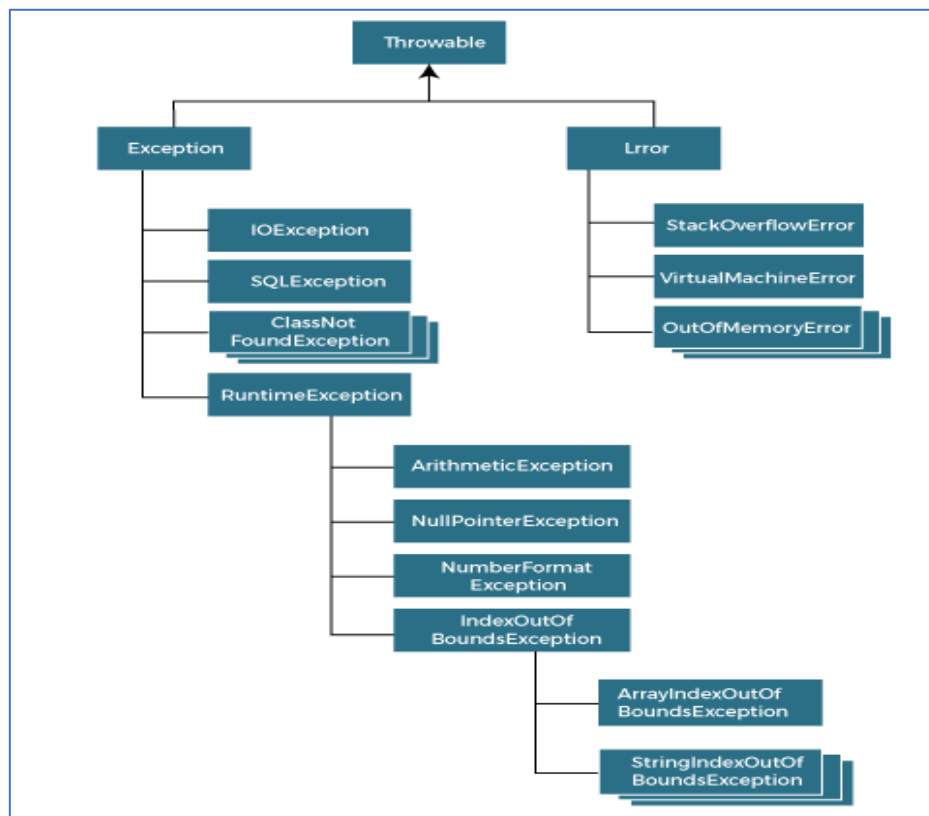 Throwable
Exception
Lrror
IOException
SQLException
ClassNot
FoundException
RuntimeException
StackOverflowError
VirtualMachineError
OutOfMemoryError
ArithmeticException
NullPointerException
NumberFormat
Exception
IndexOutOf
BoundsException
ArrayIndexOutOf
BoundsException
StringIndexOutOf
BoundsException